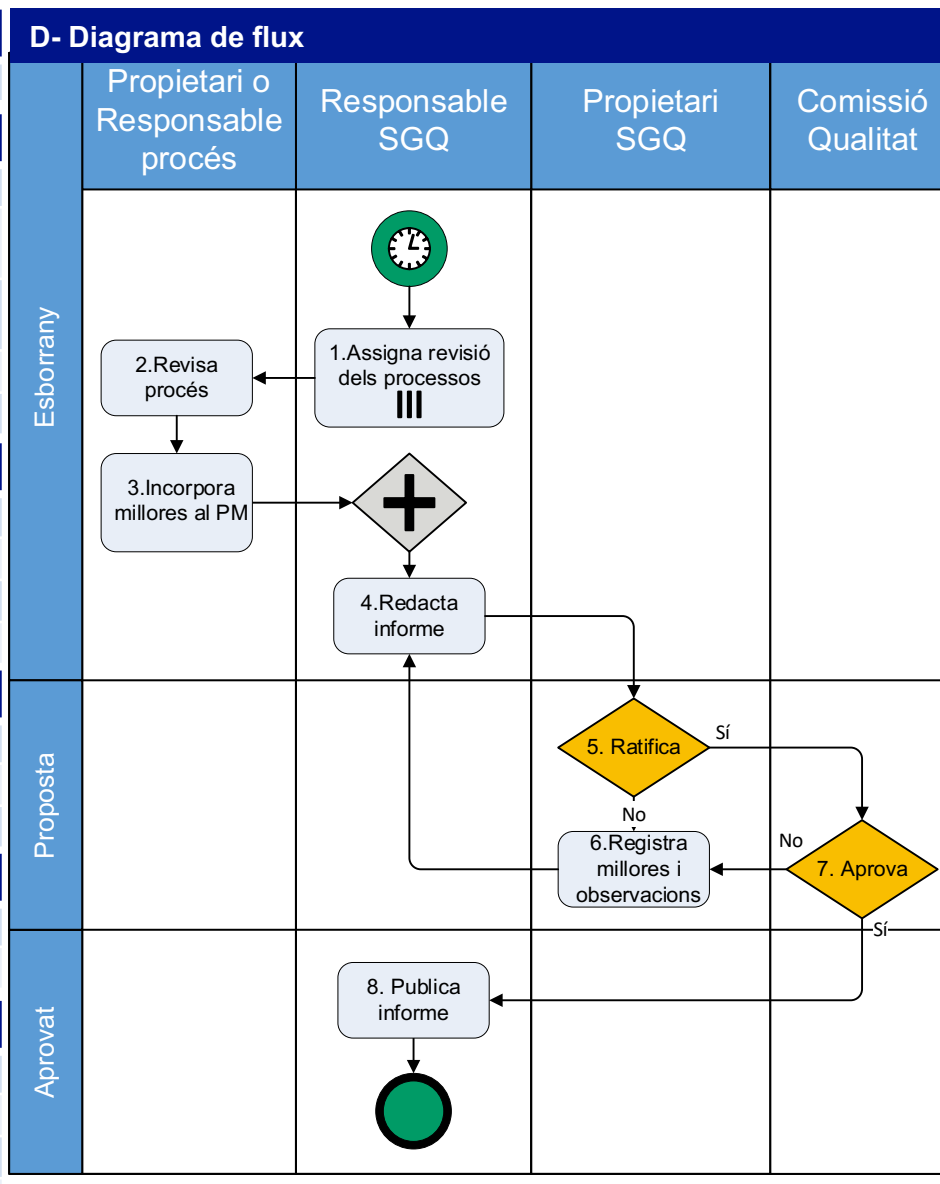 D- Diagrama de flux
Propietari o
Responsable
procés
Responsable
SGQ
Propietari
SGQ
Comissió
Qualitat
Esborrany
1.Assigna revisió
dels processos
2.Revisa
procés
3.Incorpora
millores al PM
4.Redacta
informe
Proposta
5. Ratifica
Sí
No
6.Registra
millores i
observacions
No
7. Aprova
Sí
Aprovat
8. Publica
informe